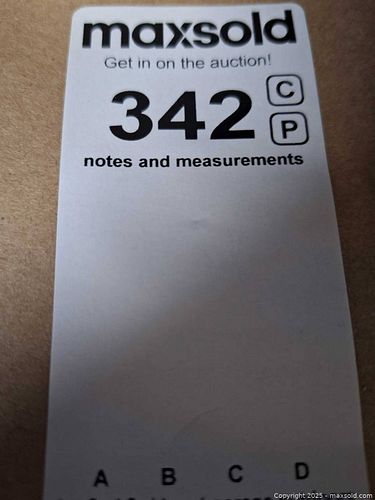 maxsold
Get in on the auction!
342 C
P
notes and measurements
A B C D
Copyright 2025 - maxsold.com